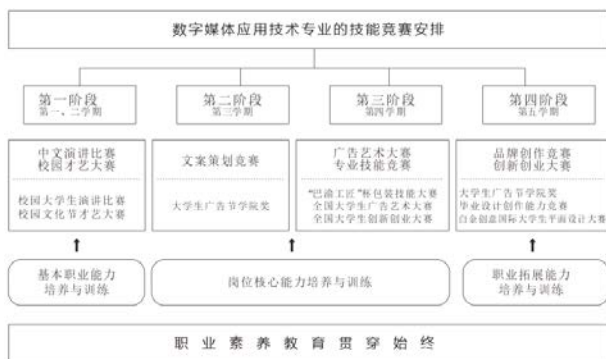 数字媒体应用技术专业的技能竞赛安排
第一阶段
第一、二学期
第二阶段
第三学期
第三阶段
第四学期
第四阶段
第五学期
中文演讲比赛
校园才艺大赛
校园大学生演讲比赛
校园文化节才艺大赛
文案策划竞赛
大学生广告节学院奖
广告艺术大赛
专业技能竞赛
“巴渝工匠”杯包装技能大赛
全国大学生广告艺术大赛
全国大学生创新创业大赛
品牌创作竞赛
创新创业大赛
大学生广告节学院奖
毕业设计创作能力竞赛
白金创意国际大学生平面设计大赛
基本职业能力
培养与训练
岗位核心能力培养与训练
职业拓展能力
培养与训练
职业素养教育贯穿始终